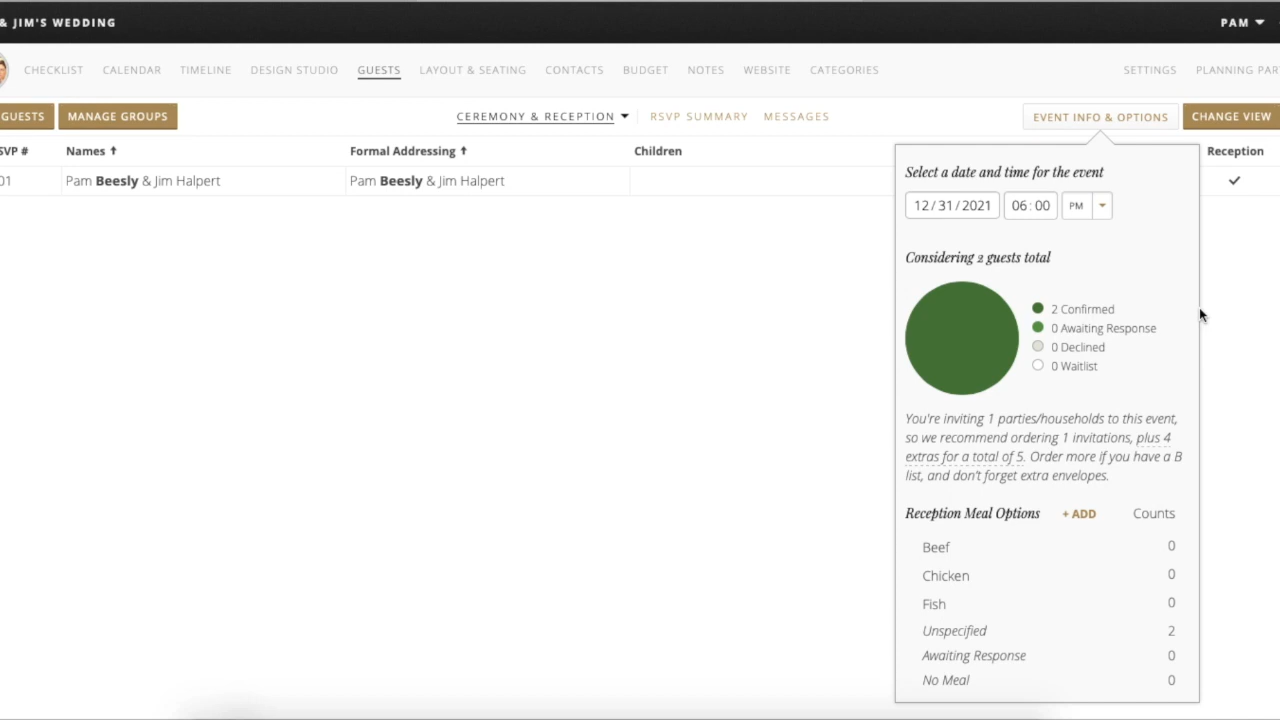 & JIM'S WEDDING
PAM
CHECKLIST CALENDAR TIMELINE DESIGN STUDIO GUESTS LAYOUT & SEATING CONTACTS BUDGET NOTES WEBSITE CATEGORIES SETTINGS PLANNING PAR
GUESTS MANAGE GROUPS CEREMONY & RECEPTION RSVP SUMMARY MESSAGES EVENT INFO & OPTIONS CHANGE VIEW
SVP # Names Formal Addressing Children Reception
01 Pam Beesly & Jim Halpert Pam Beesly & Jim Halpert
Select a date and time for the event
12/31/2021 06:00 PM
Considering 2 guests total
2 Confirmed
0 Awaiting Response
0 Declined
0 Waitlist
You're inviting 1 parties/households to this event,
so we recommend ordering 1 invitations, plus 4
extras for a total of 5. Order more if you have a B
list, and don't forget extra envelopes.
Reception Meal Options + ADD Counts
Beef 0
Chicken 0
Fish 0
Unspecified 2
Awaiting Response 0
No Meal 0